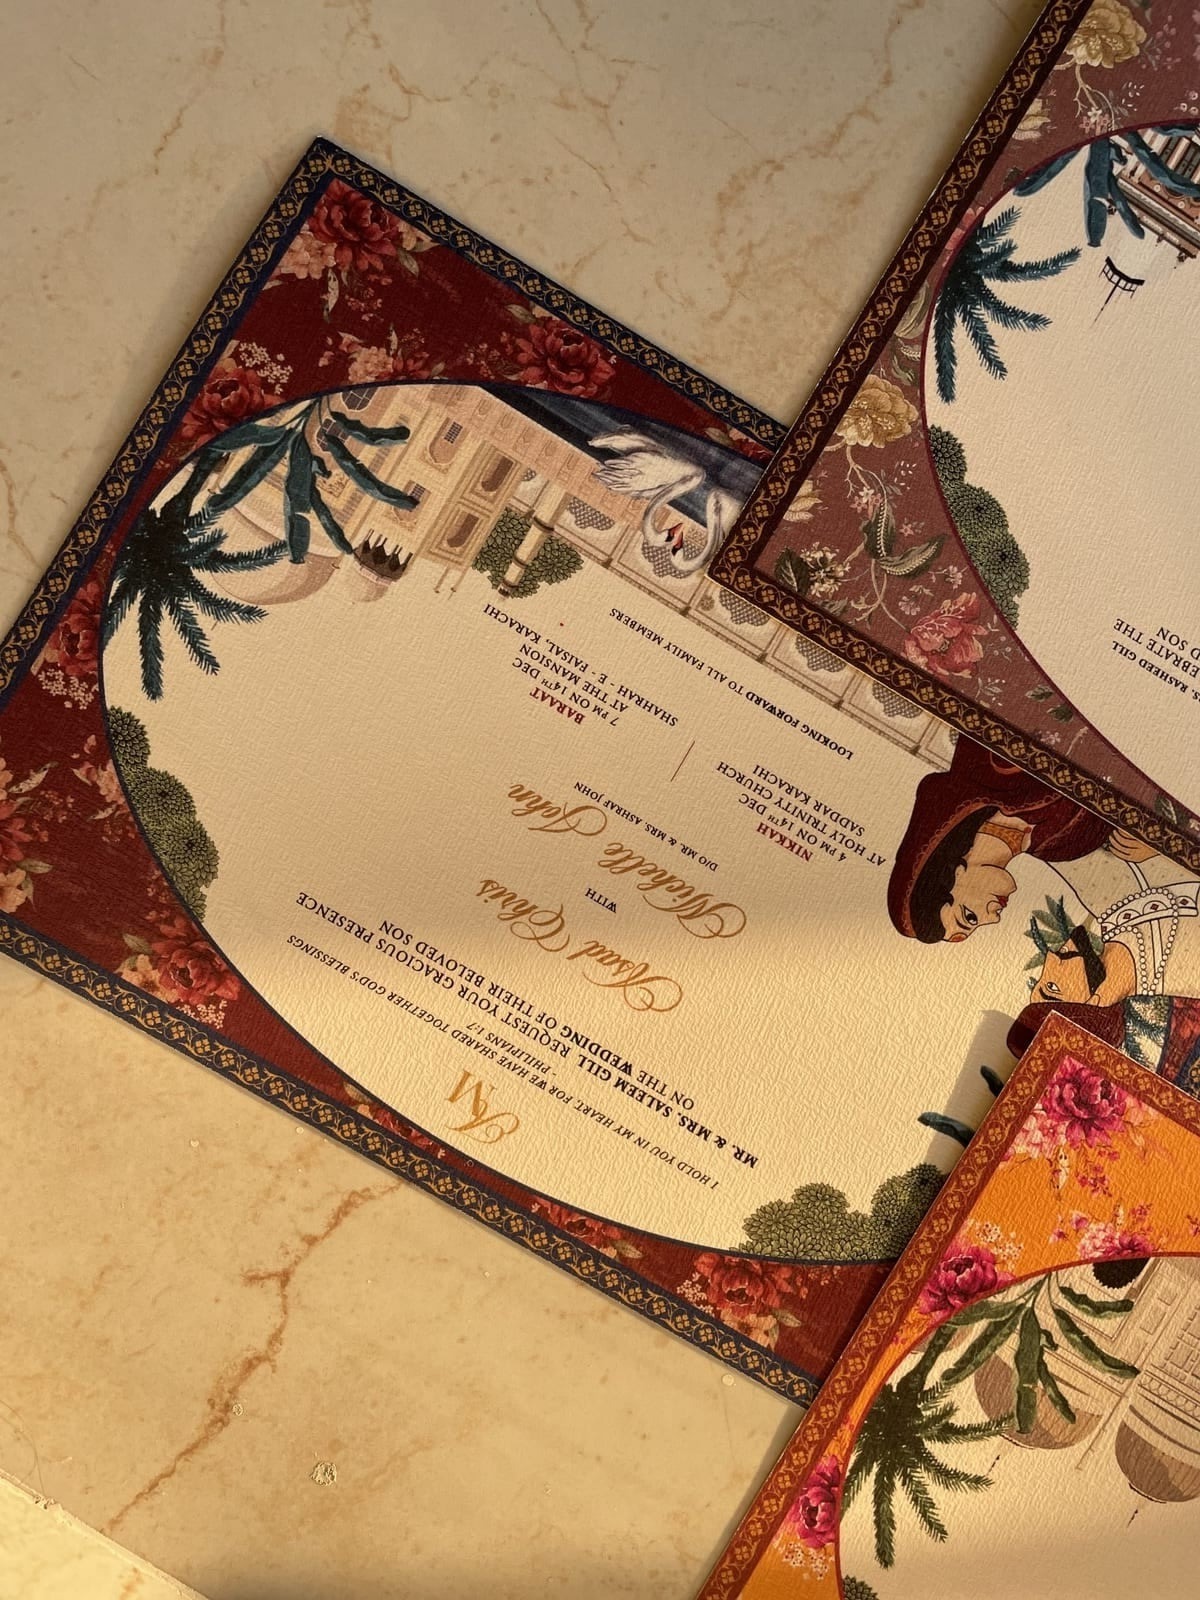 AM
I HOLD YOU IN MY HEART, FOR WE HAVE SHARED TOGETHER GOD'S BLESSINGS
- PHILIPIANS 1:7
MR. & MRS. SALEEM GILL REQUEST YOUR GRACIOUS PRESENCE
ON THE WEDDING OF THEIR BELOVED SON
Asad Chris
WITH
Michelle John
D/O MR. & MRS. ASHRAF JOHN
NIKKAH
4 PM ON 14TH DEC
AT HOLY TRINITY CHURCH
SADDAR KARACHI
BARAAT
7 PM ON 14TH DEC
AT THE MANSION
SHAHRAH - E - FAISAL, KARACHI
LOOKING FORWARD TO ALL FAMILY MEMBERS
RASHEED GILL
THE
SON